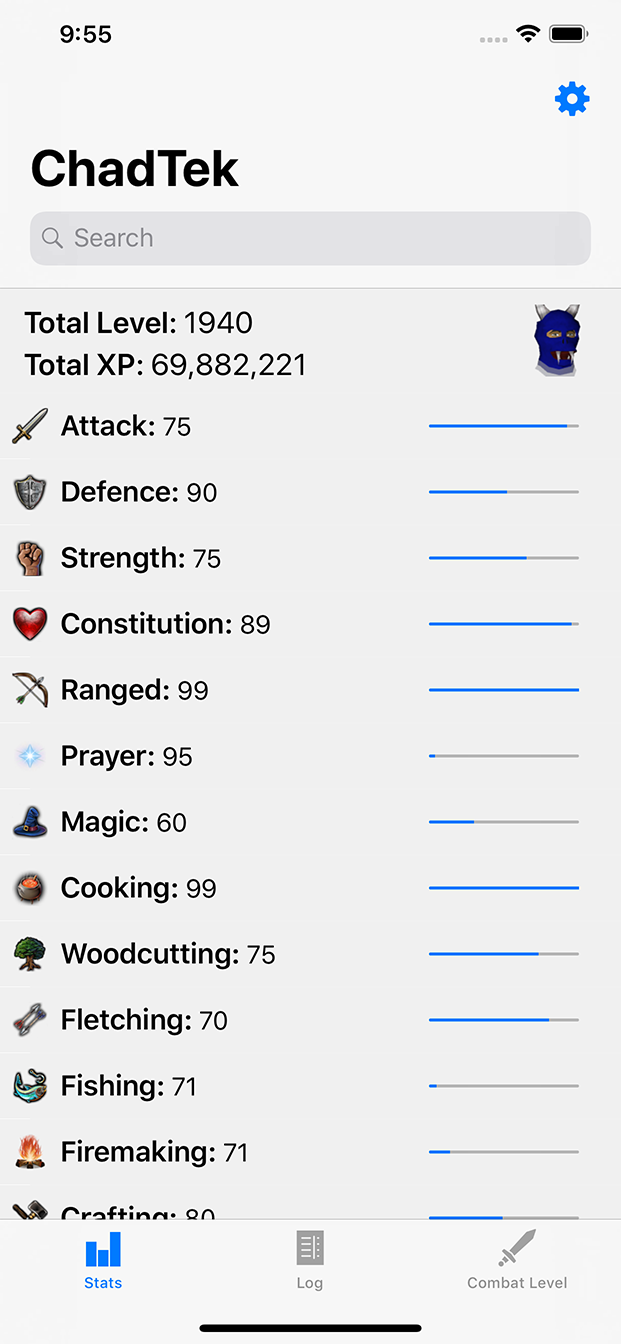 9:55
ChadTek
Search
Total Level: 1940
Total XP: 69,882,221
Attack: 75
Defence: 90
Strength: 75
Constitution: 89
Ranged: 99
Prayer: 95
Magic: 60
Cooking: 99
Woodcutting: 75
Fletching: 70
Fishing: 71
Firemaking: 71
Crafting: 80
Stats
Log
Combat Level